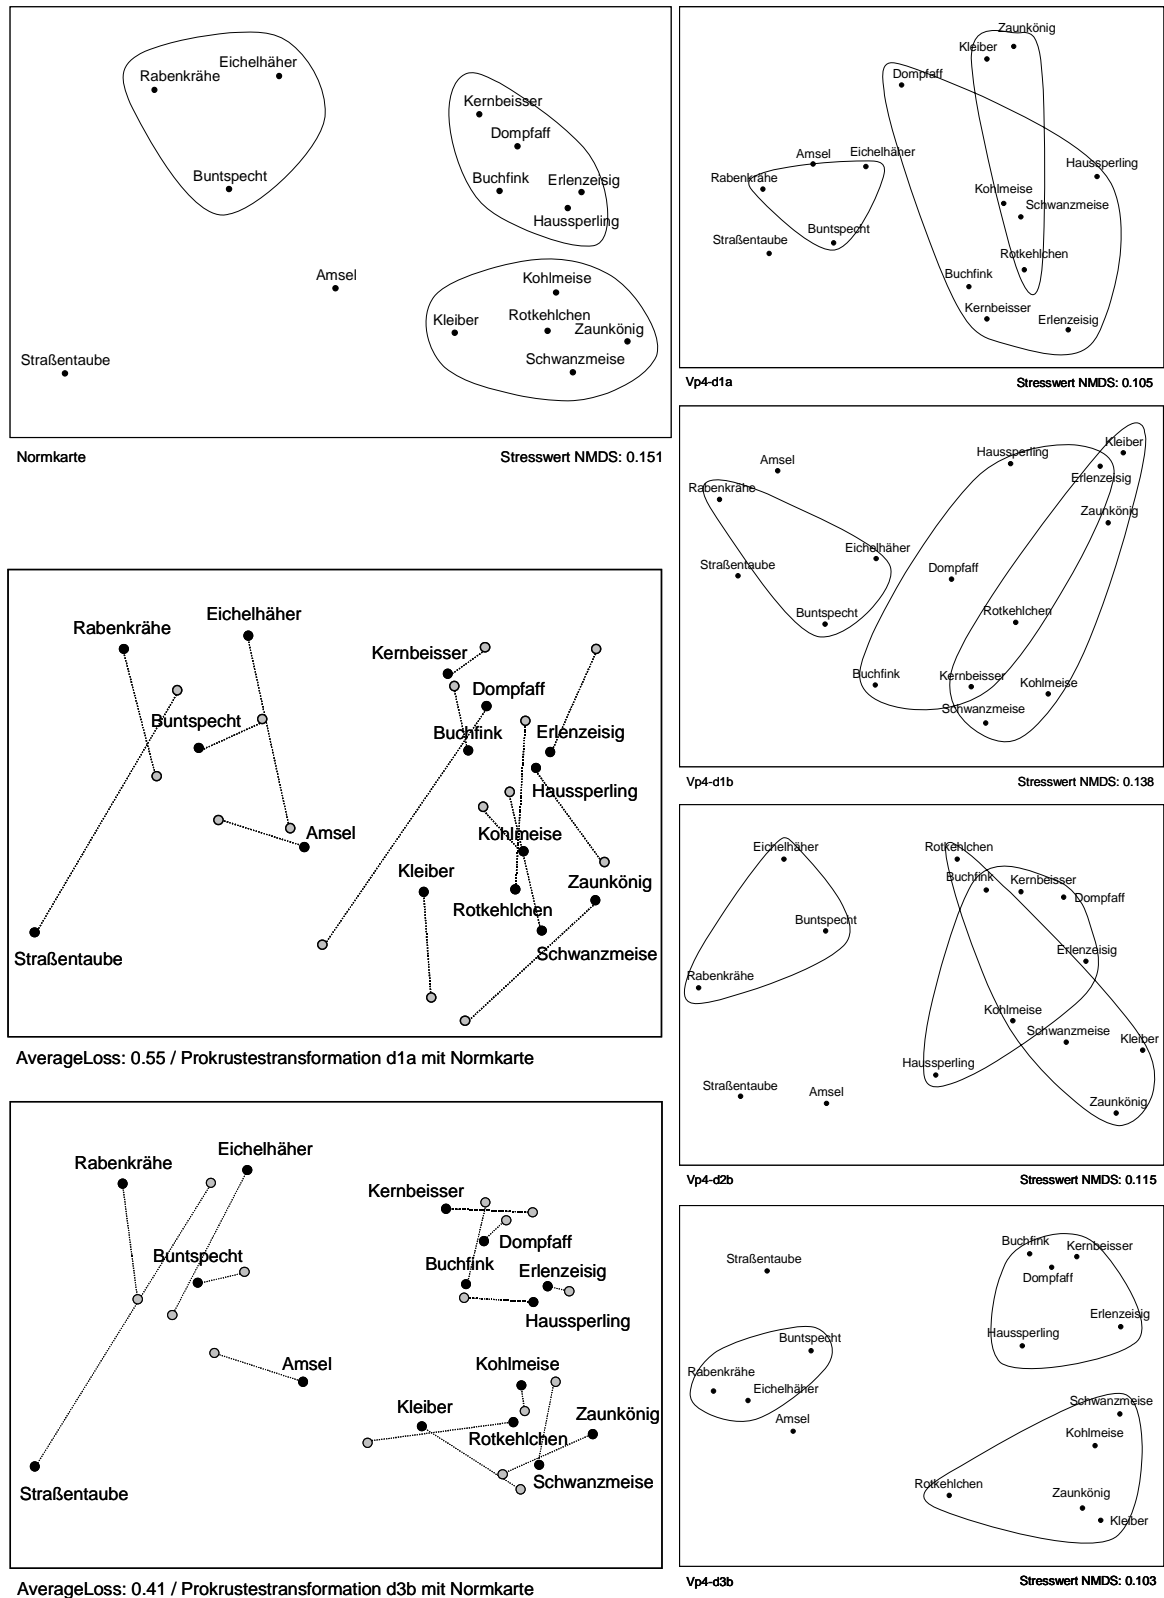 Eichelhäher
Rabenkrähe
Kernbeisser
Dompfaff
Buntspecht
Buchfink
Erlenzeisig
Haussperling
Amsel
Kohlmeise
Kleiber
Rotkehlchen
Zaunkönig
Straßentaube
Schwanzmeise
Normkarte
Stresswert NMDS: 0.151
Zaunkönig
Kleiber
Dompfaff
Amsel
Eichelhäher
Haussperling
Rabenkrähe
Kohlmeise
Schwanzmeise
Buntspecht
Straßentaube
Rotkehlchen
Buchfink
Kernbeisser
Erlenzeisig
Vp4-d1a
Stresswert NMDS: 0.105
Kleiber
Haussperling
Amsel
Erlenzeisig
Rabenkrähe
Zaunkönig
Eichelhäher
Straßentaube
Dompfaff
Buntspecht
Rotkehlchen
Buchfink
Kernbeisser
Kohlmeise
Schwanzmeise
Vp4-d1b
Stresswert NMDS: 0.138
Eichelhäher
Rabenkrähe
Kernbeisser
Dompfaff
Buntspecht
Buchfink
Erlenzeisig
Haussperling
Amsel
Kohlmeise
Kleiber
Zaunkönig
Rotkehlchen
Straßentaube
Schwanzmeise
AverageLoss: 0.55 / Prokrustestransformation d1a mit Normkarte
Eichelhäher
Rotkehlchen
Buchfink
Kernbeisser
Dompfaff
Buntspecht
Erlenzeisig
Rabenkrähe
Kohlmeise
Schwanzmeise
Kleiber
Haussperling
Straßentaube
Amsel
Zaunkönig
Vp4-d2b
Stresswert NMDS: 0.115
Eichelhäher
Rabenkrähe
Kernbeisser
Dompfaff
Buntspecht
Buchfink
Erlenzeisig
Haussperling
Amsel
Kohlmeise
Kleiber
Zaunkönig
Rotkehlchen
Schwanzmeise
Straßentaube
AverageLoss: 0.41 / Prokrustestransformation d3b mit Normkarte
Buchfink
Kernbeisser
Straßentaube
Dompfaff
Erlenzeisig
Buntspecht
Haussperling
Rabenkrähe
Eichelhäher
Schwanzmeise
Amsel
Kohlmeise
Rotkehlchen
Zaunkönig
Kleiber
Vp4-d3b
Stresswert NMDS: 0.103